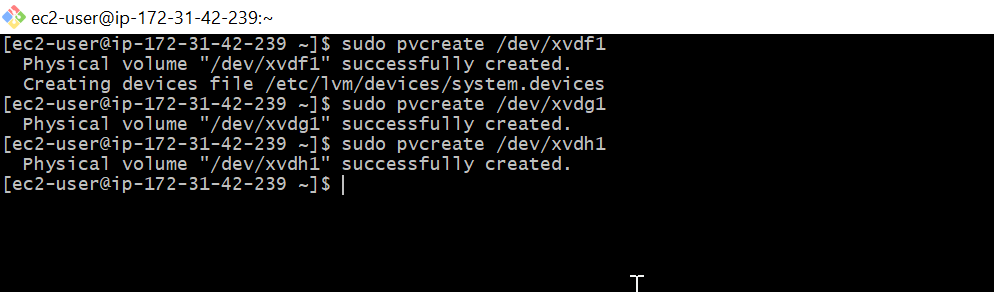 ec2-user@ip-172-31-42-239:~
[ec2-user@ip-172-31-42-239 ~]$ sudo pvcreate /dev/xvdf1
  Physical volume "/dev/xvdf1" successfully created.
  Creating devices file /etc/lvm/devices/system.devices
[ec2-user@ip-172-31-42-239 ~]$ sudo pvcreate /dev/xvdg1
  Physical volume "/dev/xvdg1" successfully created.
[ec2-user@ip-172-31-42-239 ~]$ sudo pvcreate /dev/xvdh1
  Physical volume "/dev/xvdh1" successfully created.
[ec2-user@ip-172-31-42-239 ~]$